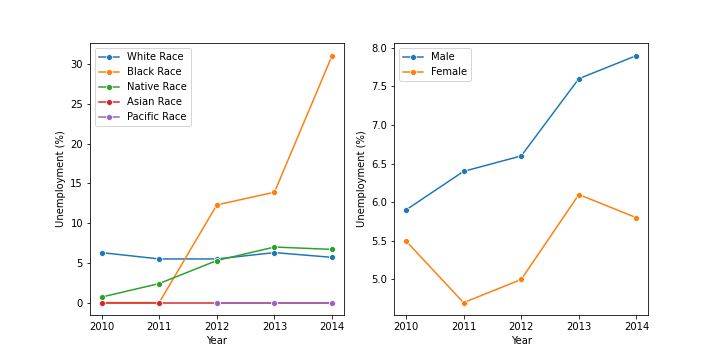 White Race
Black Race
Native Race
Asian Race
Pacific Race
30
25
20
15
10
5
0
Unemployment (%)
2010 2011 2012 2013 2014
Year
Male
Female
8.0
7.5
7.0
6.5
6.0
5.5
5.0
Unemployment (%)
2010 2011 2012 2013 2014
Year